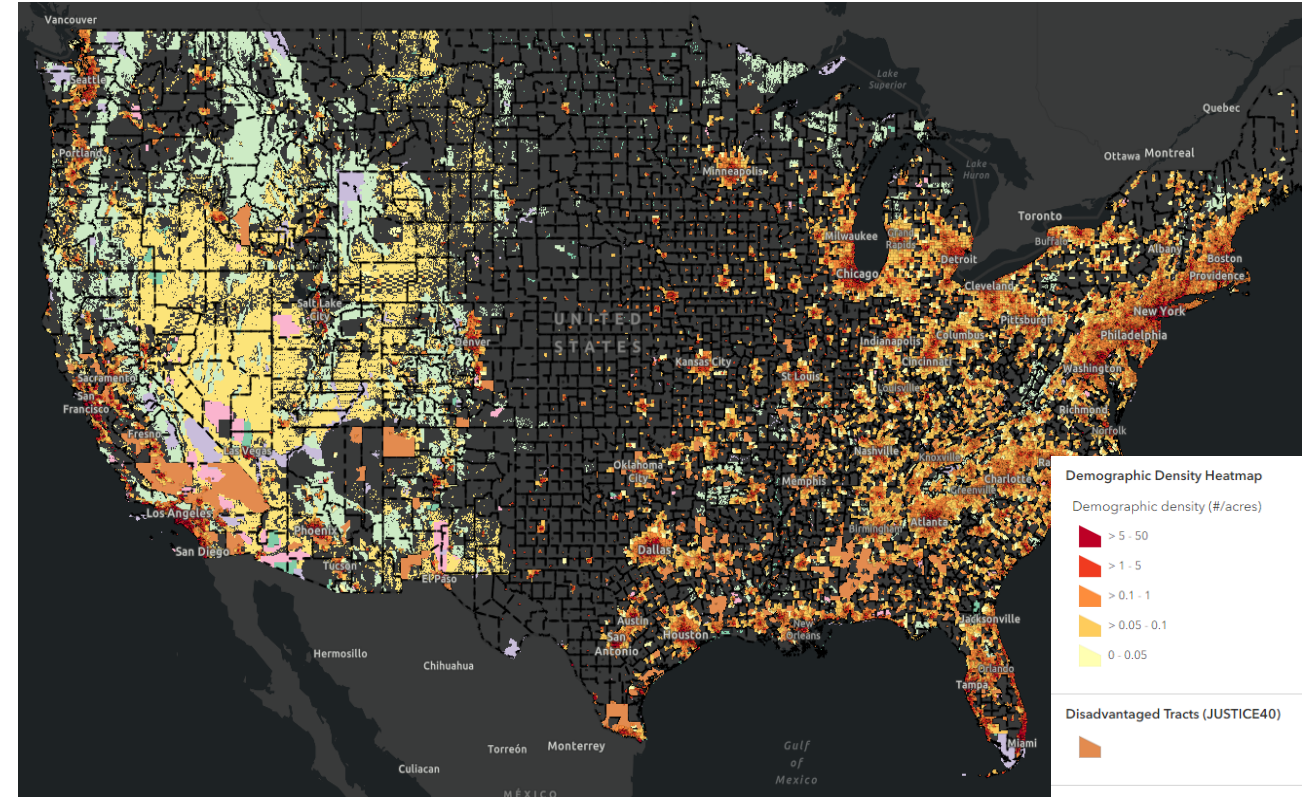 Vancouver
Seattle
Lake
Superior
Quebec
Portland
Ottawa
Montreal
Minneapolis
Lake
Huron
Toronto
Milwaukee
Grand
Rapids
Buffalo
Albany
Boston
Detroit
Chicago
Providence
Cleveland
Salt Lake
City
UNITED
STATES
New York
Pittsburgh
Denver
Columbus
Philadelphia
Indianapolis
Kansas City
Cincinnati
Sacramento
St Louis
Washington
San
Francisco
Louisville
Richmond
Fresno
Las Vegas
Norfolk
Nashville
Knoxville
Ra
Oklahoma
City
Memphis
Charlotte
Greenville
Los Angeles
Phoenix
Birmingham
Atlanta
San Diego
Dallas
Tucson
El Paso
Austin
Jacksonville
New
Orleans
San
Antonio
Houston
Hermosillo
Chihuahua
Orlando
Tampa
Torreón
Monterrey
Gulf
of
Mexico
Miami
Culiacan
MÉXICO
Demographic Density Heatmap
Demographic density (#/acres)
> 5 - 50
> 1 - 5
> 0.1 - 1
> 0.05 - 0.1
0 - 0.05
Disadvantaged Tracts (JUSTICE40)